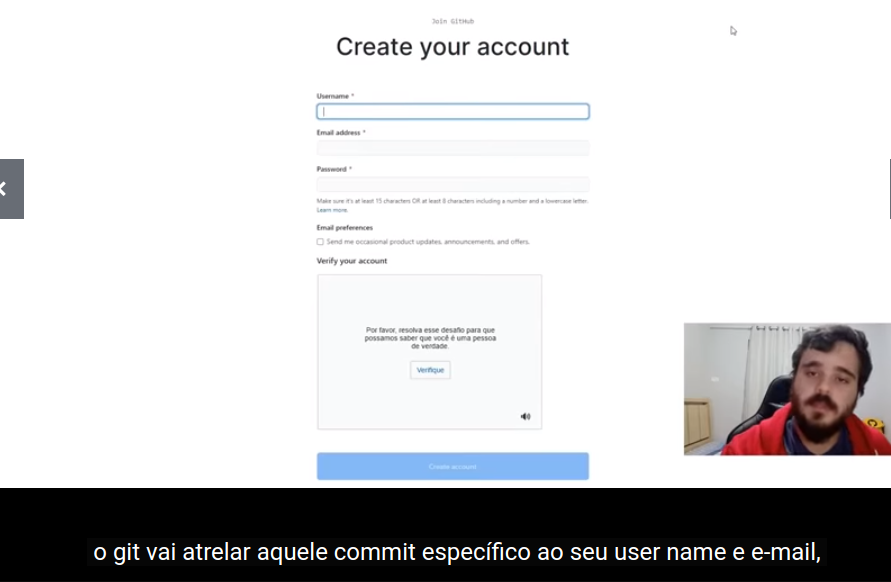 Join GitHub
Create your account
Username *
Email address *
Password *
Make sure it's at least 15 characters OR at least 8 characters including a number and a lowercase letter.
Learn more.
Email preferences
Send me occasional product updates, announcements, and offers.
Verify your account
Por favor, resolva esse desafio para que
possamos saber que você é uma pessoa
de verdade.
Verifique
Create account
o git vai atrelar aquele commit específico ao seu user name e e-mail,